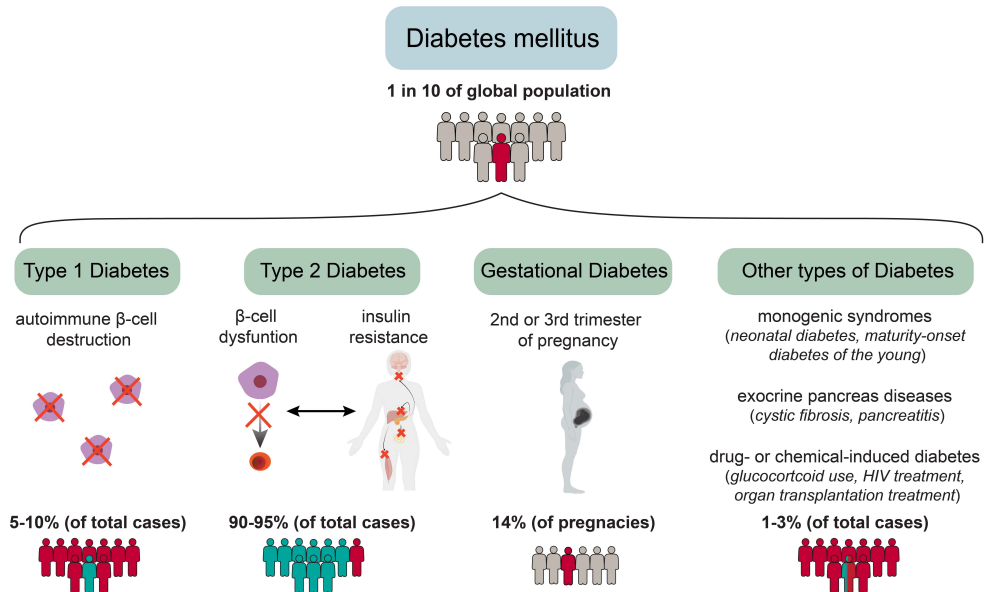 Diabetes mellitus
1 in 10 of global population
Type 1 Diabetes
autoimmune β-cell
destruction
5-10% (of total cases)
Type 2 Diabetes
β-cell
dysfuntion
insulin
resistance
90-95% (of total cases)
Gestational Diabetes
2nd or 3rd trimester
of pregnancy
14% (of pregnacies)
Other types of Diabetes
monogenic syndromes
(neonatal diabetes, maturity-onset
diabetes of the young)
exocrine pancreas diseases
(cystic fibrosis, pancreatitis)
drug- or chemical-induced diabetes
(glucocortcoid use, HIV treatment,
organ transplantation treatment)
1-3% (of total cases)